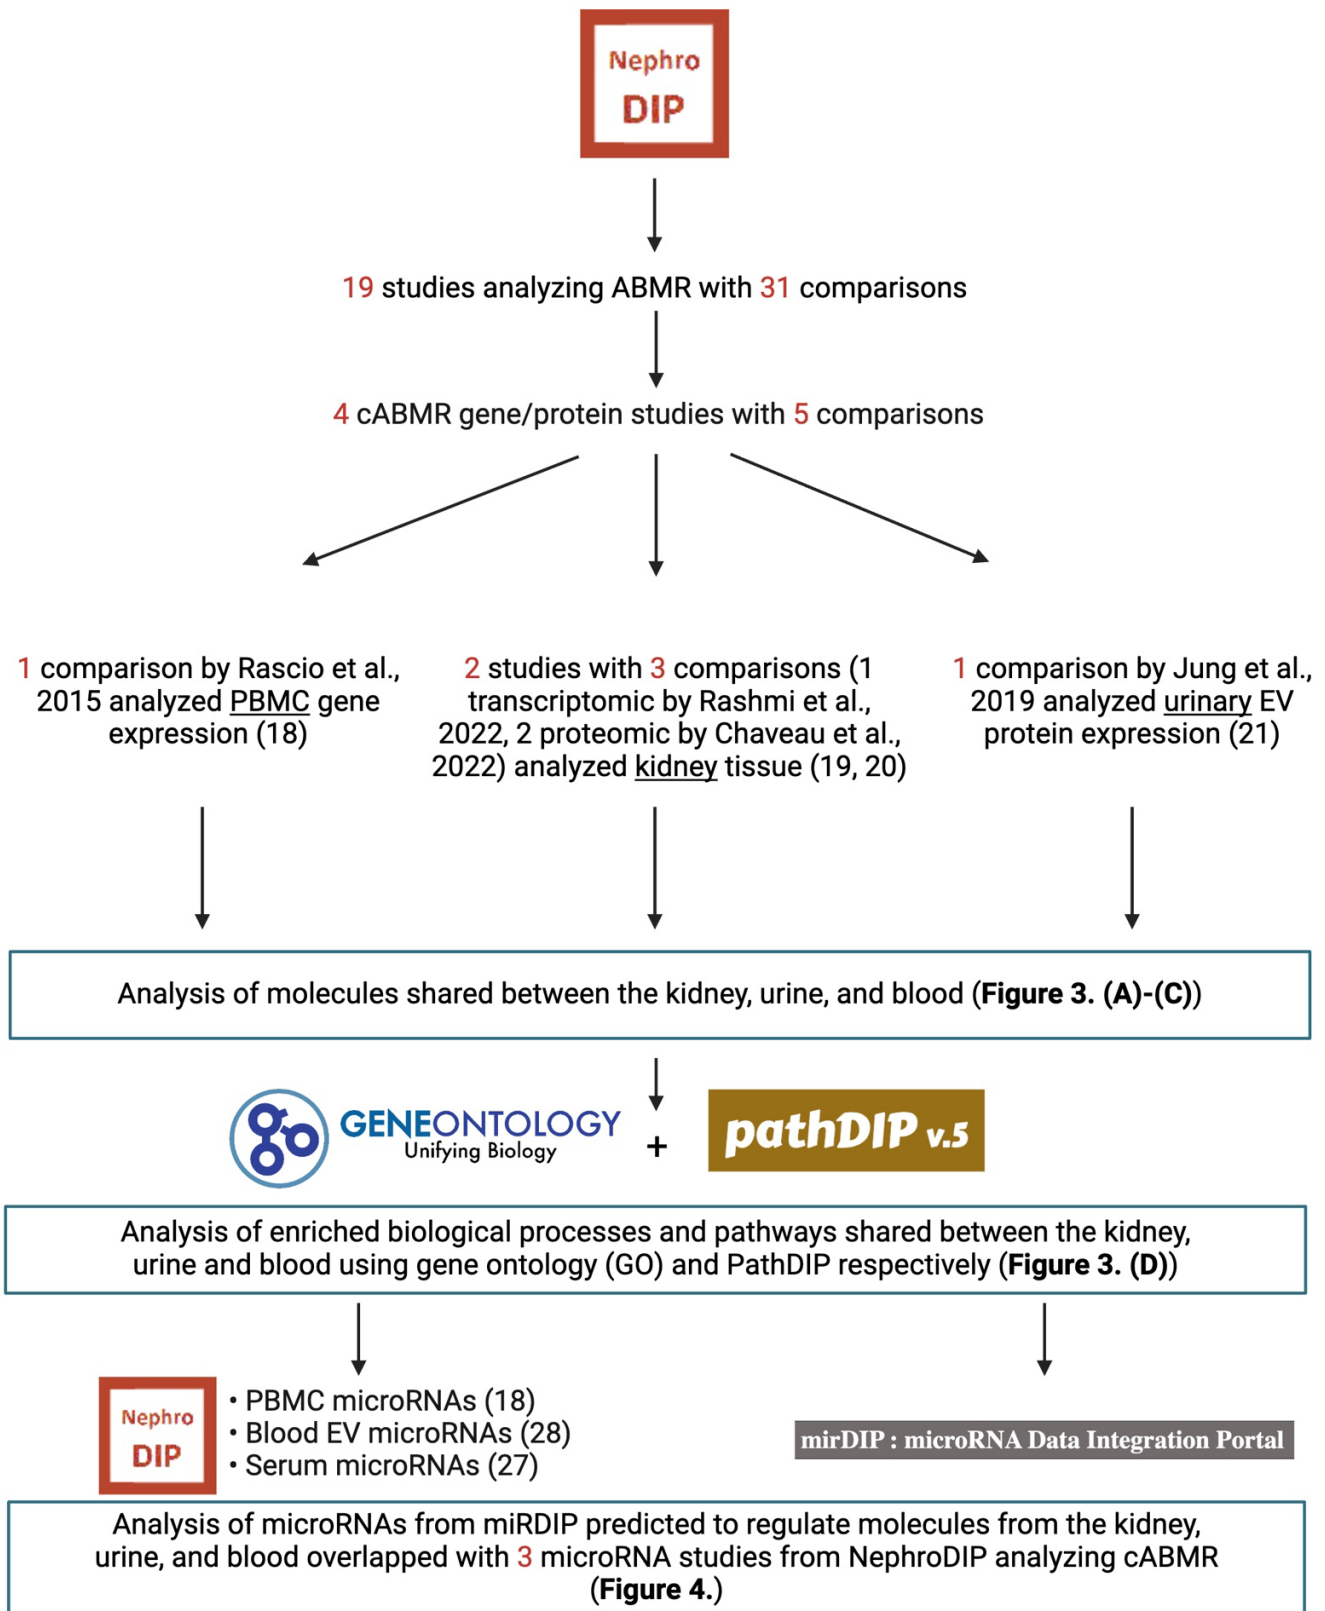 Nephro
DIP
19 studies analyzing ABMR with 31 comparisons
4 cABMR gene/protein studies with 5 comparisons
1 comparison by Rascio et al.,
2015 analyzed PBMC gene
expression (18)
2 studies with 3 comparisons (1
transcriptomic by Rashmi et al.,
2022, 2 proteomic by Chaveau et al.,
2022) analyzed kidney tissue (19, 20)
1 comparison by Jung et al.,
2019 analyzed urinary EV
protein expression (21)
Analysis of molecules shared between the kidney, urine, and blood (Figure 3. (A)-(C))
GENEONTOLOGY
Unifying Biology
+
pathDIP v.5
Analysis of enriched biological processes and pathways shared between the kidney,
urine and blood using gene ontology (GO) and PathDIP respectively (Figure 3. (D))
Nephro
DIP
• PBMC microRNAs (18)
• Blood EV microRNAs (28)
• Serum microRNAs (27)
mirDIP : microRNA Data Integration Portal
Analysis of microRNAs from miRDIP predicted to regulate molecules from the kidney,
urine, and blood overlapped with 3 microRNA studies from NephroDIP analyzing cABMR
(Figure 4.)